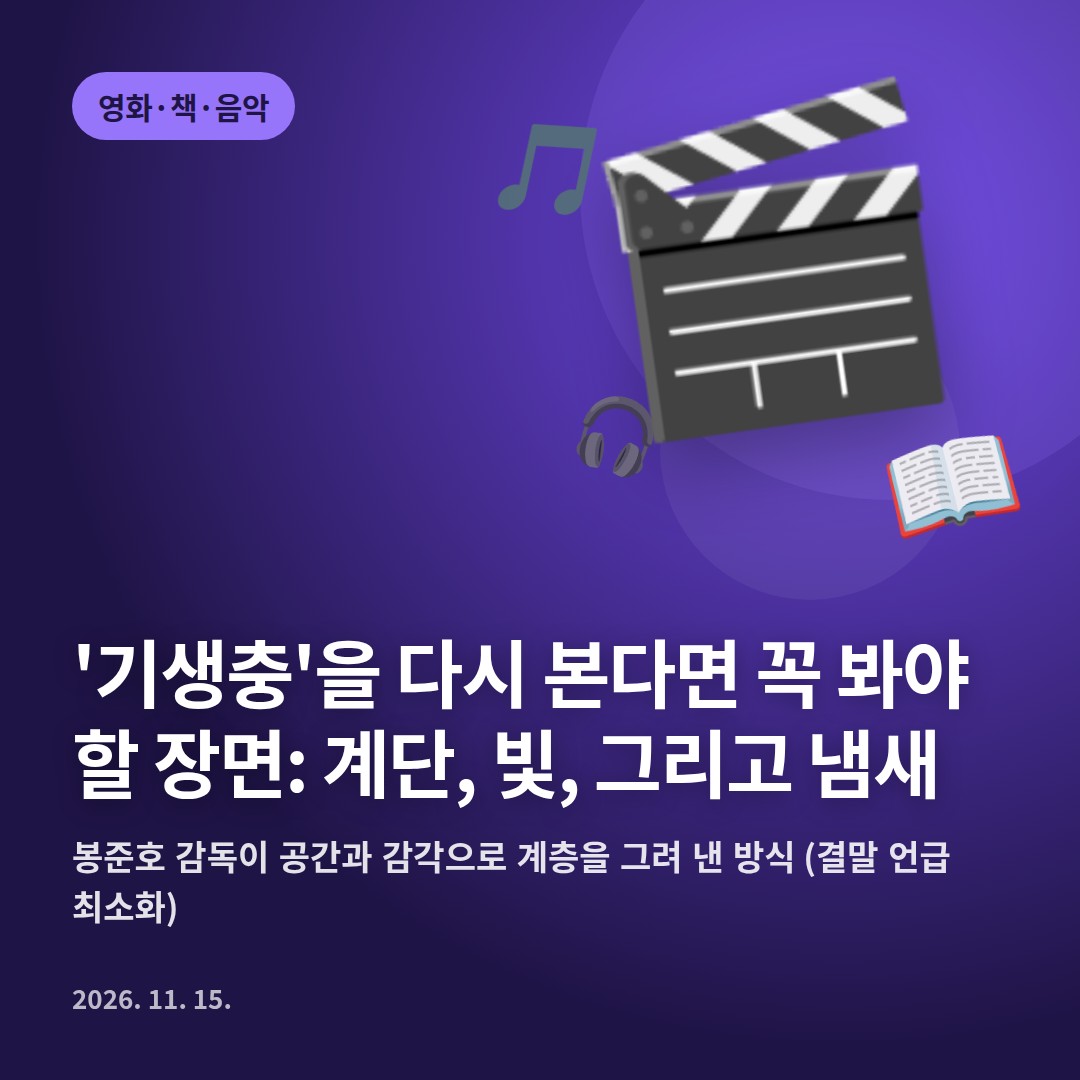 영화·책·음악
'기생충'을 다시 본다면 꼭 봐야
할 장면: 계단, 빛, 그리고 냄새
봉준호 감독이 공간과 감각으로 계층을 그려 낸 방식 (결말 언급
최소화)
2026. 11. 15.